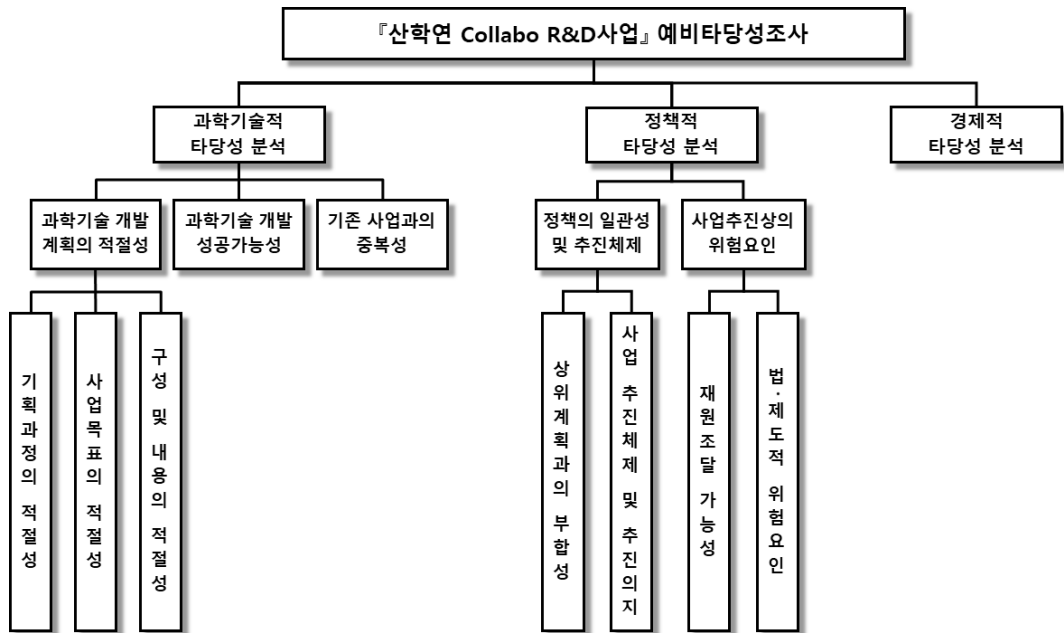 『산학연 Collabo R&D사업』 예비타당성조사
과학기술적
타당성 분석
정책적
타당성 분석
경제적
타당성 분석
과학기술 개발
계획의 적절성
과학기술 개발
성공가능성
기존 사업과의
중복성
정책의 일관성
및 추진체제
사업추진상의
위험요인
기획과정의 적절성
사업목표의 적절성
구성 및 내용의 적절성
상위계획과의 부합성
사업 추진체제 및 추진의지
재원조달 가능성
법·제도적 위험요인